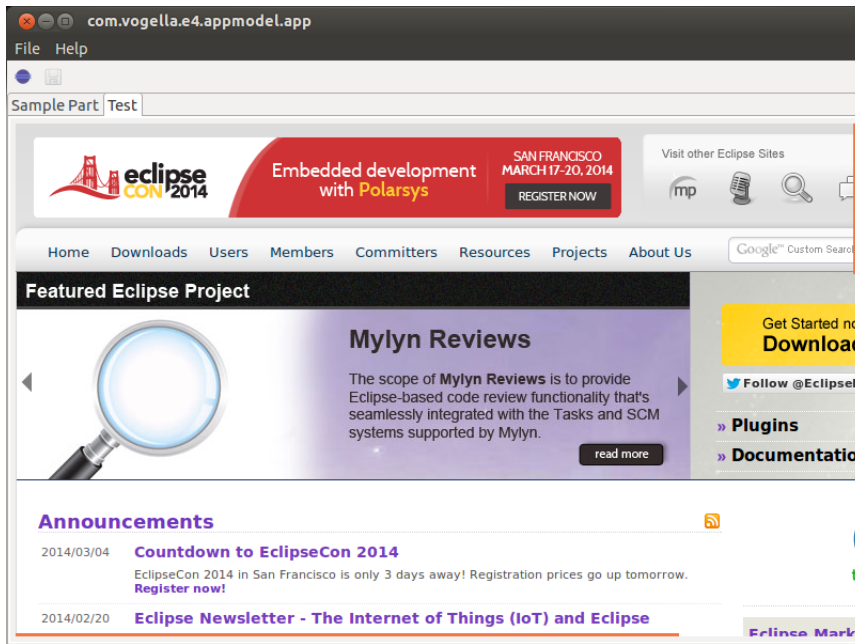 com.vogella.e4.appmodel.app
File Help
Sample Part Test
eclipse
CON 2014
Embedded development
with Polarsys
SAN FRANCISCO
MARCH 17-20, 2014
REGISTER NOW
Visit other Eclipse Sites
mp
Home Downloads Users Members Committers Resources Projects About Us
Google™ Custom Search
Featured Eclipse Project
Mylyn Reviews
The scope of Mylyn Reviews is to provide
Eclipse-based code review functionality that's
seamlessly integrated with the Tasks and SCM
systems supported by Mylyn.
read more
Get Started no
Downloa
Follow @Eclipse
» Plugins
» Documentatio
Announcements
2014/03/04 Countdown to EclipseCon 2014
EclipseCon 2014 in San Francisco is only 3 days away! Registration prices go up tomorrow.
Register now!
2014/02/20 Eclipse Newsletter - The Internet of Things (IoT) and Eclipse
Eclipse Mark